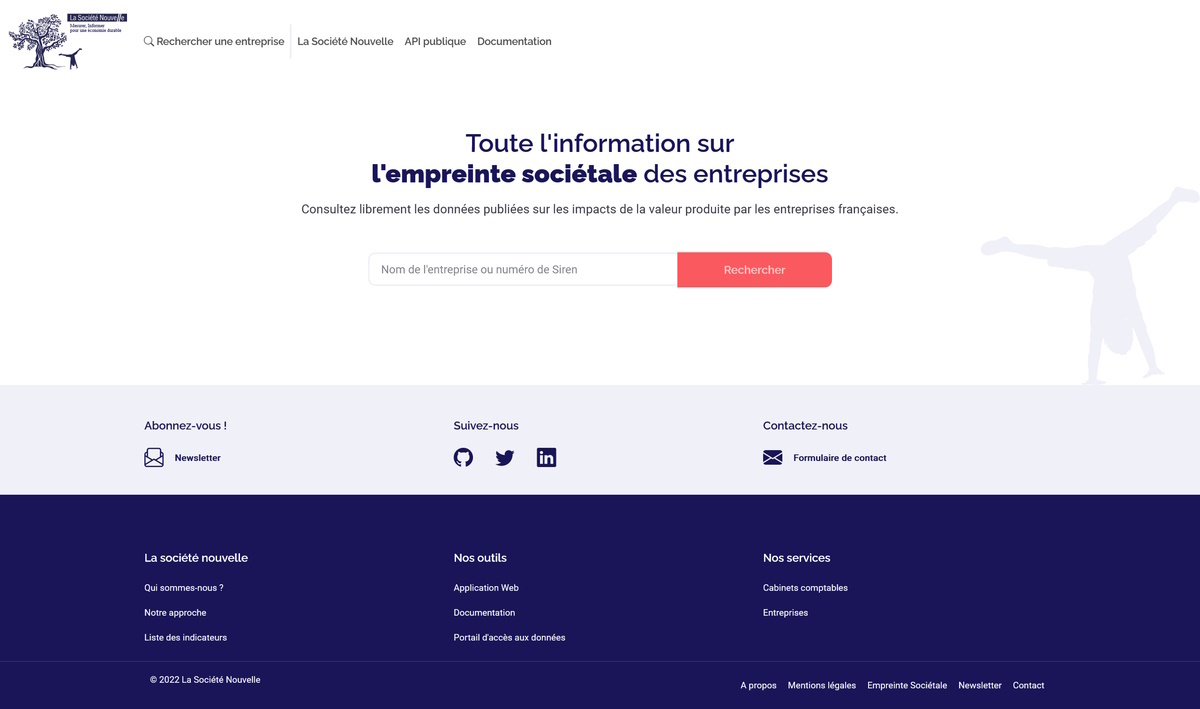 La Société Nouvelle
Mesurer, Informer
pour une économie durable
Rechercher une entreprise
La Société Nouvelle
API publique
Documentation
Toute l'information sur
l'empreinte sociétale des entreprises
Consultez librement les données publiées sur les impacts de la valeur produite par les entreprises françaises.
Nom de l'entreprise ou numéro de Siren
Rechercher
Abonnez-vous !
Newsletter
Suivez-nous
in
Contactez-nous
Formulaire de contact
La société nouvelle
Qui sommes-nous ?
Notre approche
Liste des indicateurs
Nos outils
Application Web
Documentation
Portail d'accès aux données
Nos services
Cabinets comptables
Entreprises
© 2022 La Société Nouvelle
A propos
Mentions légales
Empreinte Sociétale
Newsletter
Contact